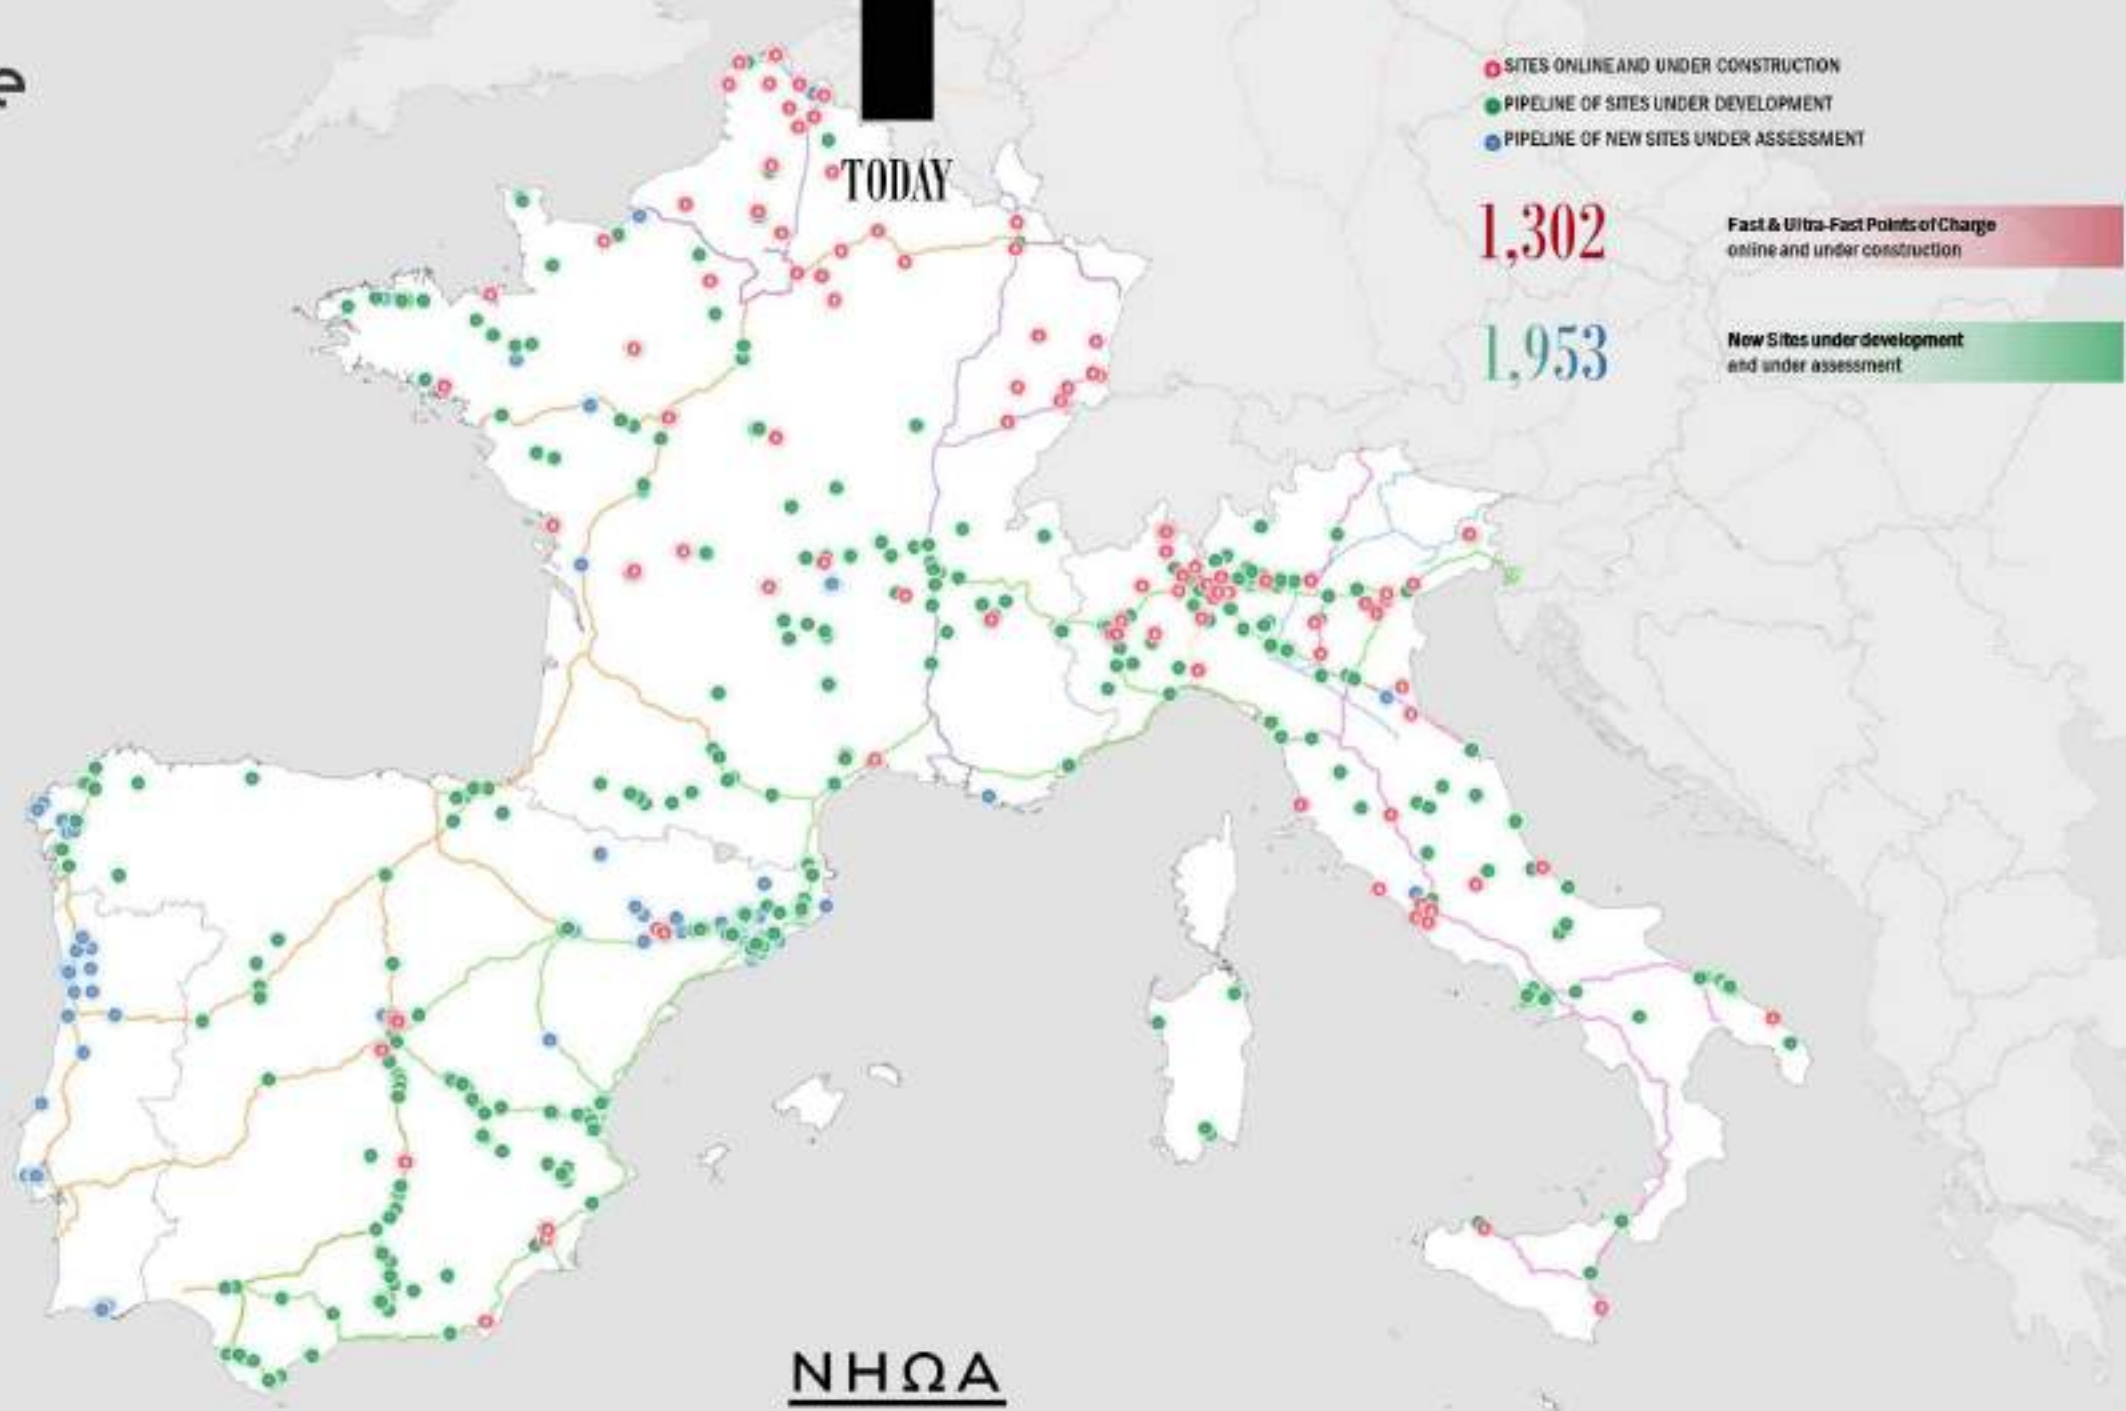 e
SITES ONLINE AND UNDER CONSTRUCTION
PIPELINE OF SITES UNDER DEVELOPMENT
PIPELINE OF NEW SITES UNDER ASSESSMENT
TODAY
1,302
Fast & Ultra-Fast Points of Charge
online and under construction
1,953
New Sites under development
and under assessment
NHΩA